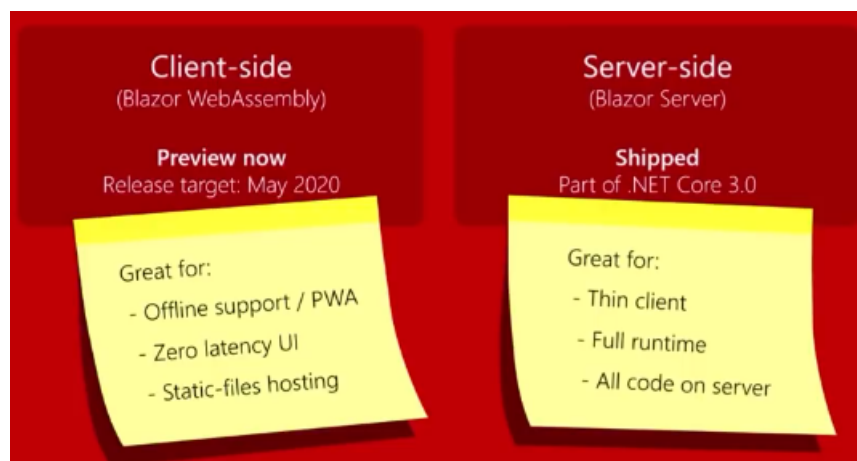 Client-side
(Blazor WebAssembly)
Preview now
Release target: May 2020
Great for:
- Offline support / PWA
- Zero latency UI
- Static-files hosting
Server-side
(Blazor Server)
Shipped
Part of .NET Core 3.0
Great for:
- Thin client
- Full runtime
- All code on server